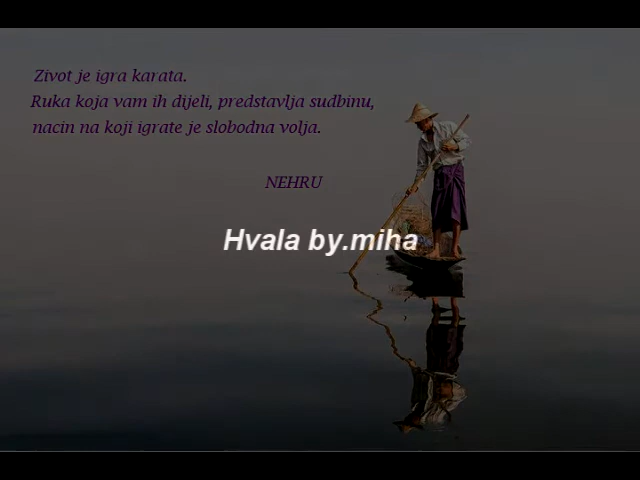 Zivot je igra karata.
Ruka koja vam ih dijeli, predstavlja sudbinu,
nacin na koji igrate je slobodna volja.
NEHRU
Hvala by.miha